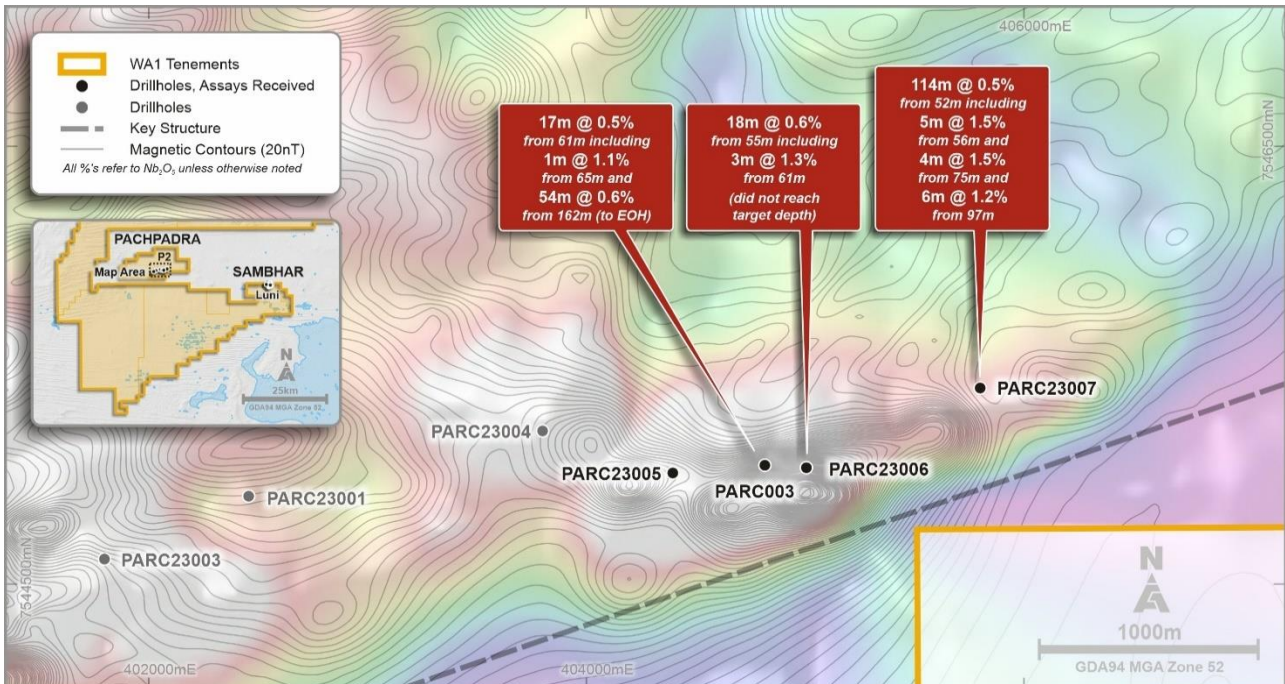 406000mE
WA1 Tenements
Drillholes, Assays Received
Drillholes
Key Structure
Magnetic Contours (20nT)
All %'s refer to Nb₂O₅ unless otherwise noted
17m @ 0.5%
from 61m including
1m @ 1.1%
from 65m and
54m @ 0.6%
from 162m (to EOH)
18m @ 0.6%
from 55m including
3m @ 1.3%
from 61m
(did not reach
target depth)
114m @ 0.5%
from 52m including
5m @ 1.5%
from 56m and
4m @ 1.5%
from 75m and
6m @ 1.2%
from 97m
7546500mN
PACHPADRA
P2
Map Area
SAMBHAR
Luni
N
25km
GDA94 MGA Zone 52
PARC23007
PARC23004
PARC23005
PARC003
PARC23006
PARC23001
PARC23003
7544500mN
402000mE
404000mE
N
1000m
GDA94 MGA Zone 52